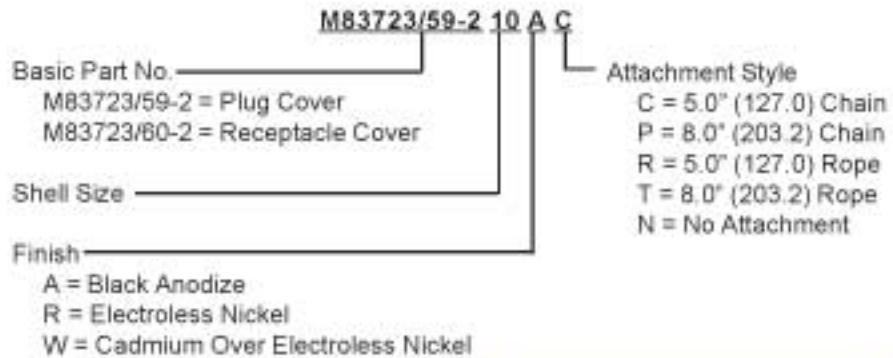 M83723/59-2 10 A C
Basic Part No.
M83723/59-2 = Plug Cover
M83723/60-2 = Receptacle Cover
Shell Size
Finish
A = Black Anodize
R = Electroless Nickel
W = Cadmium Over Electroless Nickel
Attachment Style
C = 5.0" (127.0) Chain
P = 8.0" (203.2) Chain
R = 5.0" (127.0) Rope
T = 8.0" (203.2) Rope
N = No Attachment